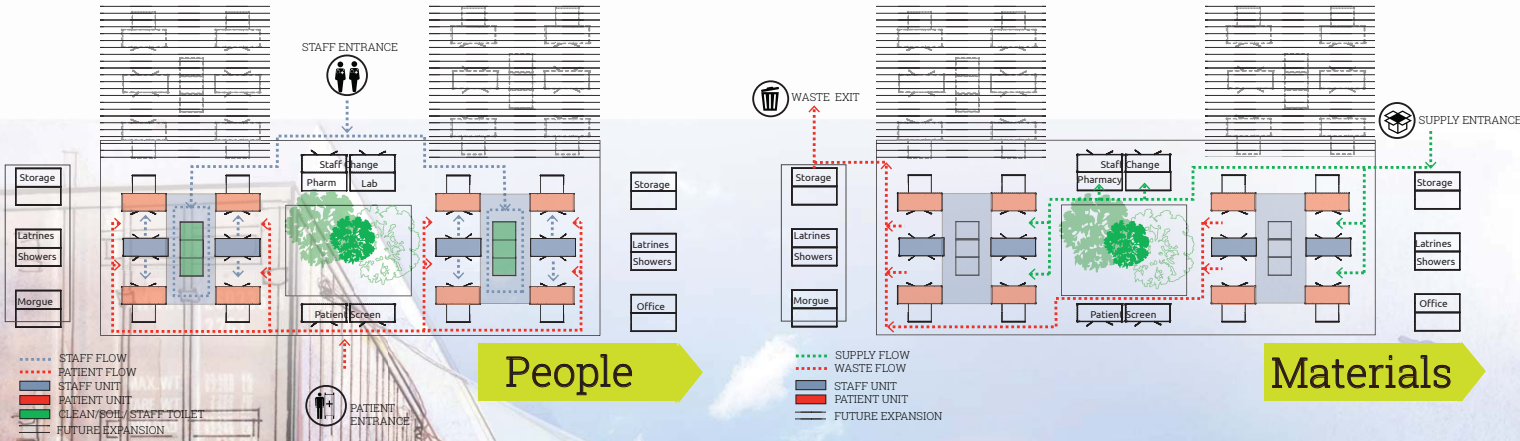 STAFF ENTRANCE
Staff Change
Pharm
Lab
Storage
Latrines
Showers
Morgue
Storage
Latrines
Showers
Office
Patient Screen
STAFF FLOW
PATIENT FLOW
STAFF UNIT
PATIENT UNIT
CLEAN/SOIL/ STAFF TOILET
FUTURE EXPANSION
PATIENT
ENTRANCE
People
WASTE EXIT
SUPPLY ENTRANCE
Staff Change
Pharmacy
Storage
Latrines
Showers
Morgue
Storage
Latrines
Showers
Office
Patient Screen
SUPPLY FLOW
WASTE FLOW
STAFF UNIT
PATIENT UNIT
FUTURE EXPANSION
Materials